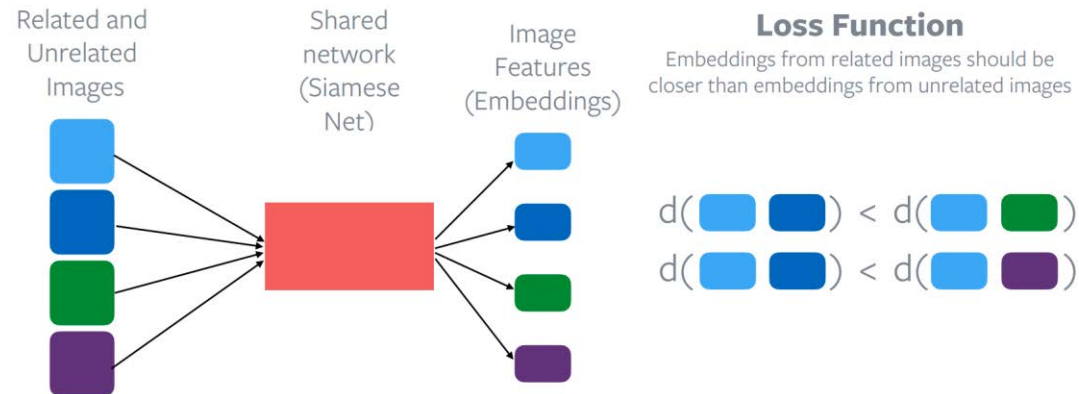 Related and
Unrelated
Images
Shared
network
(Siamese
Net)
Image
Features
(Embeddings)
Loss Function
Embeddings from related images should be
closer than embeddings from unrelated images
d( ) < d( )
d( ) < d( )